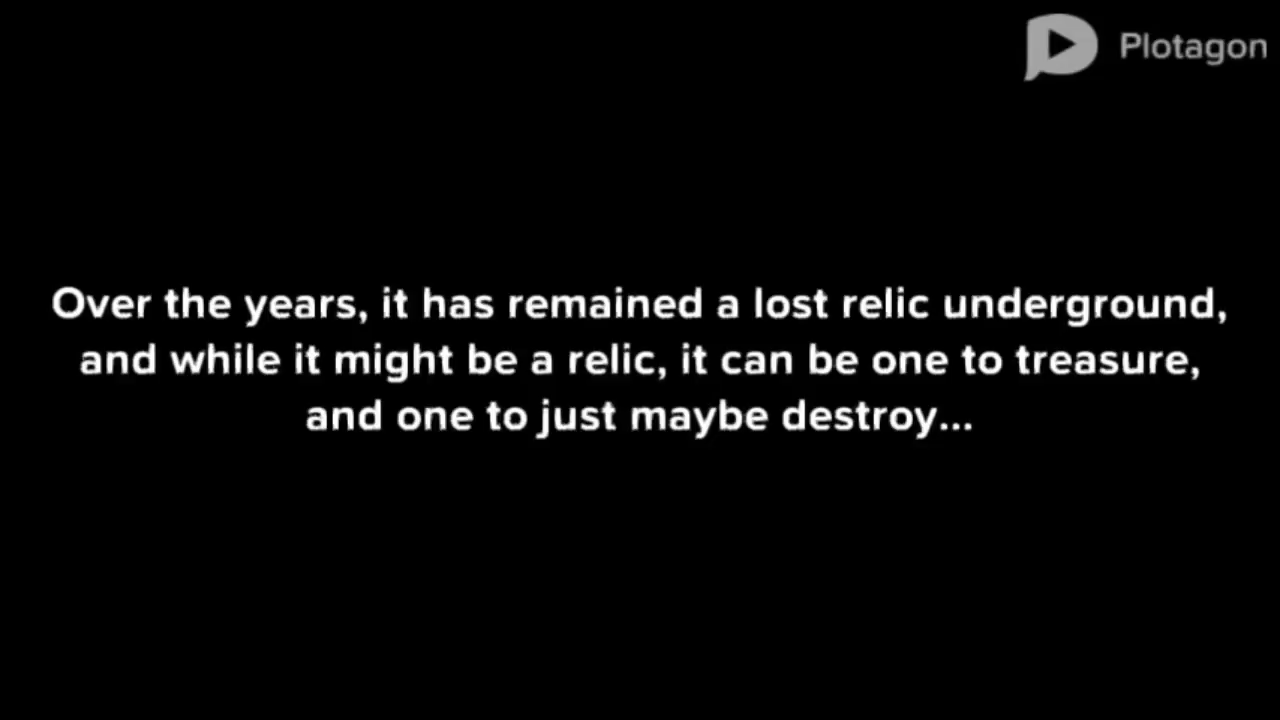 Plotagon
Over the years, it has remained a lost relic underground,
and while it might be a relic, it can be one to treasure,
and one to just maybe destroy...